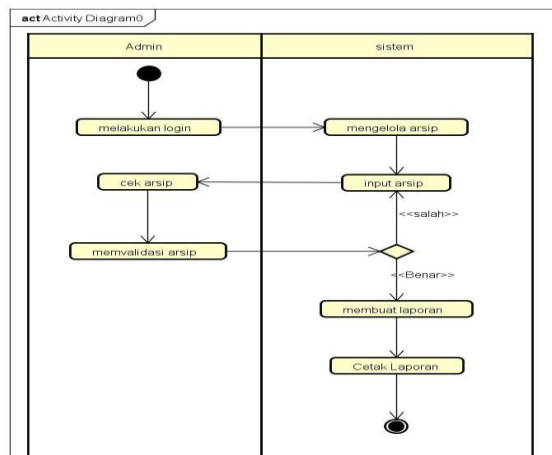 act Activity Diagram0
Admin
sistem
melakukan login
mengelola arsip
cek arsip
input arsip
<<salah>>
memvalidasi arsip
<<Benar>>
membuat laporan
Cetak Laporan